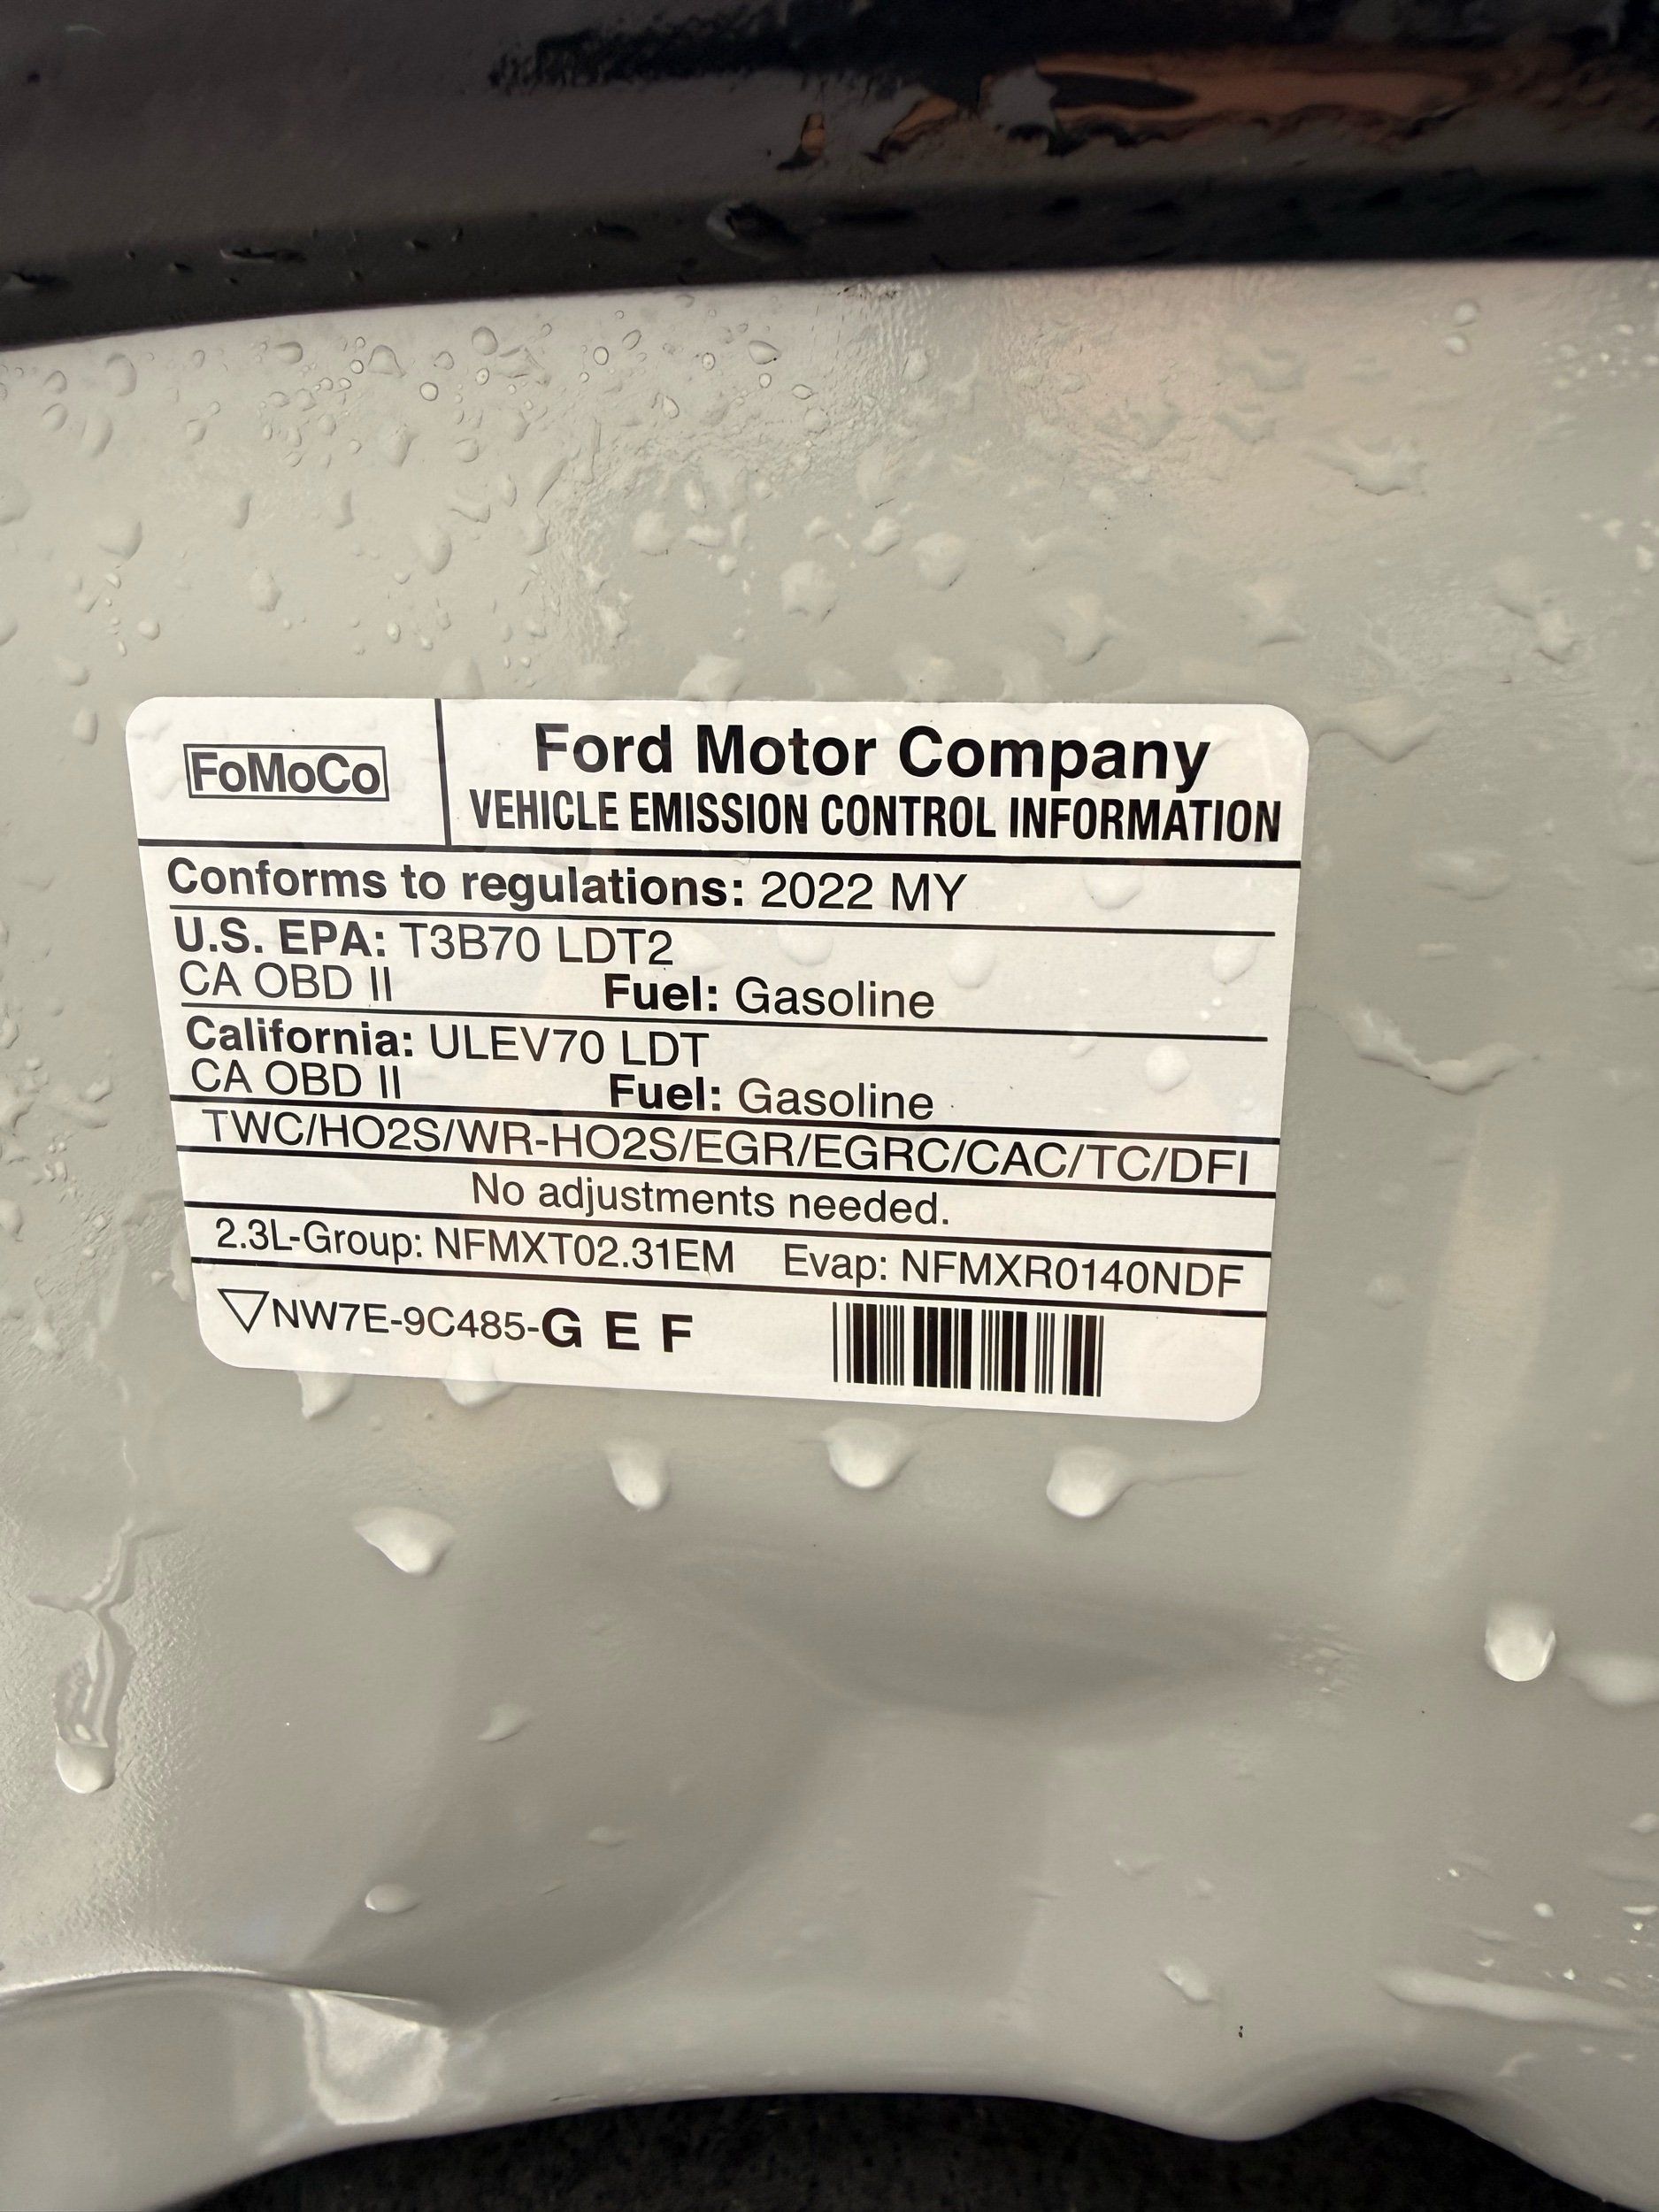 FoMoCo
Ford Motor Company
VEHICLE EMISSION CONTROL INFORMATION
Conforms to regulations: 2022 MY
U.S. EPA: T3B70 LDT2
CA OBD II Fuel: Gasoline
California: ULEV70 LDT
CA OBD II Fuel: Gasoline
TWC/HO2S/WR-HO2S/EGR/EGRC/CAC/TC/DFI
No adjustments needed.
2.3L-Group: NFMXT02.31EM Evap: NFMXR0140NDF
NW7E-9C485-G E F